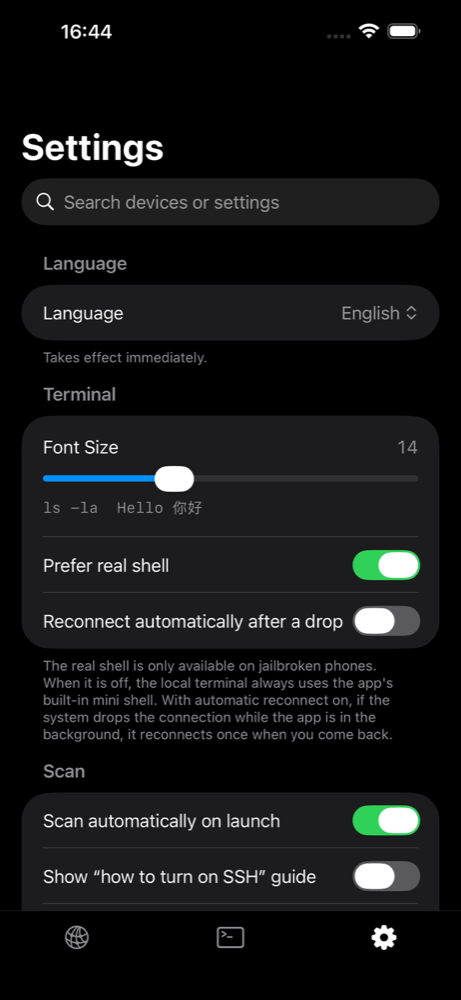 16:44
Settings
Search devices or settings
Language
Language English
Takes effect immediately.
Terminal
Font Size 14
ls -la  Hello 你好
Prefer real shell
Reconnect automatically after a drop
The real shell is only available on jailbroken phones.
When it is off, the local terminal always uses the app's
built-in mini shell. With automatic reconnect on, if the
system drops the connection while the app is in the
background, it reconnects once when you come back.
Scan
Scan automatically on launch
Show “how to turn on SSH” guide